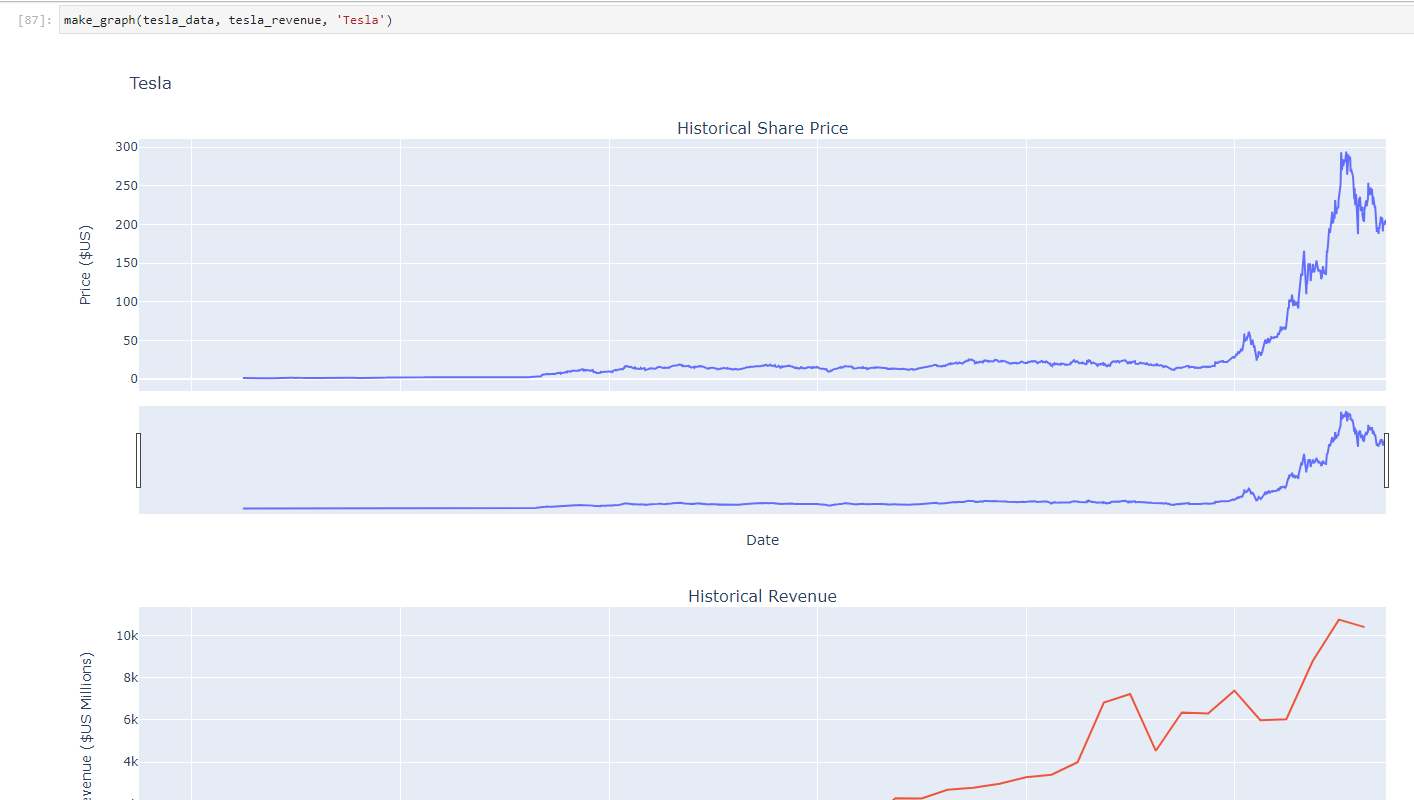 [87]: make_graph(tesla_data, tesla_revenue, 'Tesla')
Tesla
Historical Share Price
300
250
200
150
100
50
0
Price ($US)
Date
Historical Revenue
10k
8k
6k
4k
evenue ($US Millions)